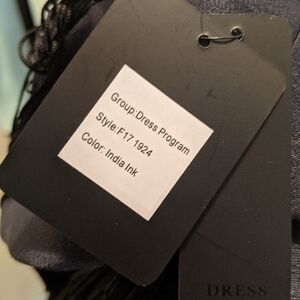 Group:Dress Program
Style:F17 1924
Color: India Ink
DRESS